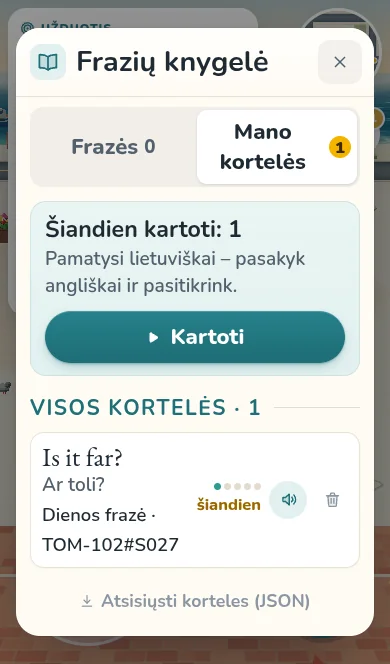 UŽDUOTIS
Frazių knygelė
Frazės 0
Mano kortelės 1
Šiandien kartoti: 1
Pamatysi lietuviškai – pasakyk
angliškai ir pasitikrink.
Kartoti
VISOS KORTELĖS · 1
Is it far?
Ar toli?
šiandien
Dienos frazė ·
TOM-102#S027
Atsisiųsti korteles (JSON)